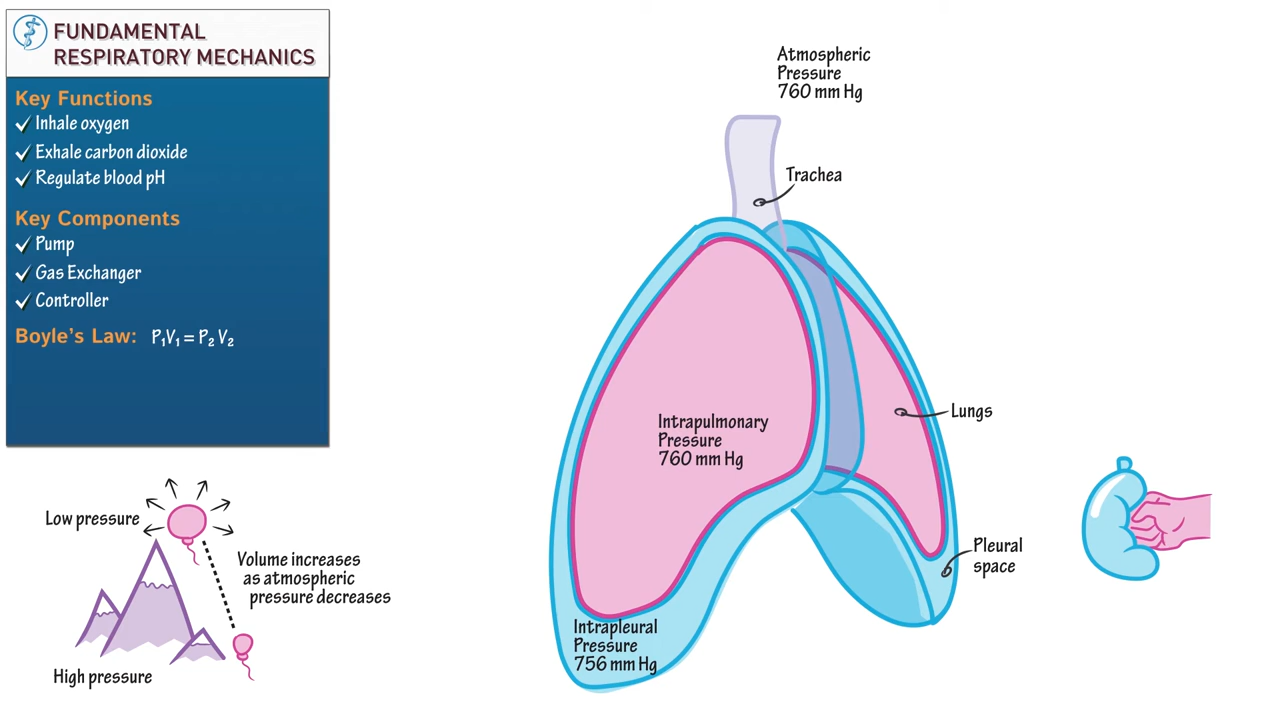 FUNDAMENTAL
RESPIRATORY MECHANICS
Key Functions
✓ Inhale oxygen
✓ Exhale carbon dioxide
✓ Regulate blood pH
Key Components
✓ Pump
✓ Gas Exchanger
✓ Controller
Boyle's Law: P₁V₁ = P₂ V₂
Low pressure
Volume increases
as atmospheric
pressure decreases
High pressure
Atmospheric
Pressure
760 mm Hg
Trachea
Intrapulmonary
Pressure
760 mm Hg
Lungs
Pleural
space
Intrapleural
Pressure
756 mm Hg